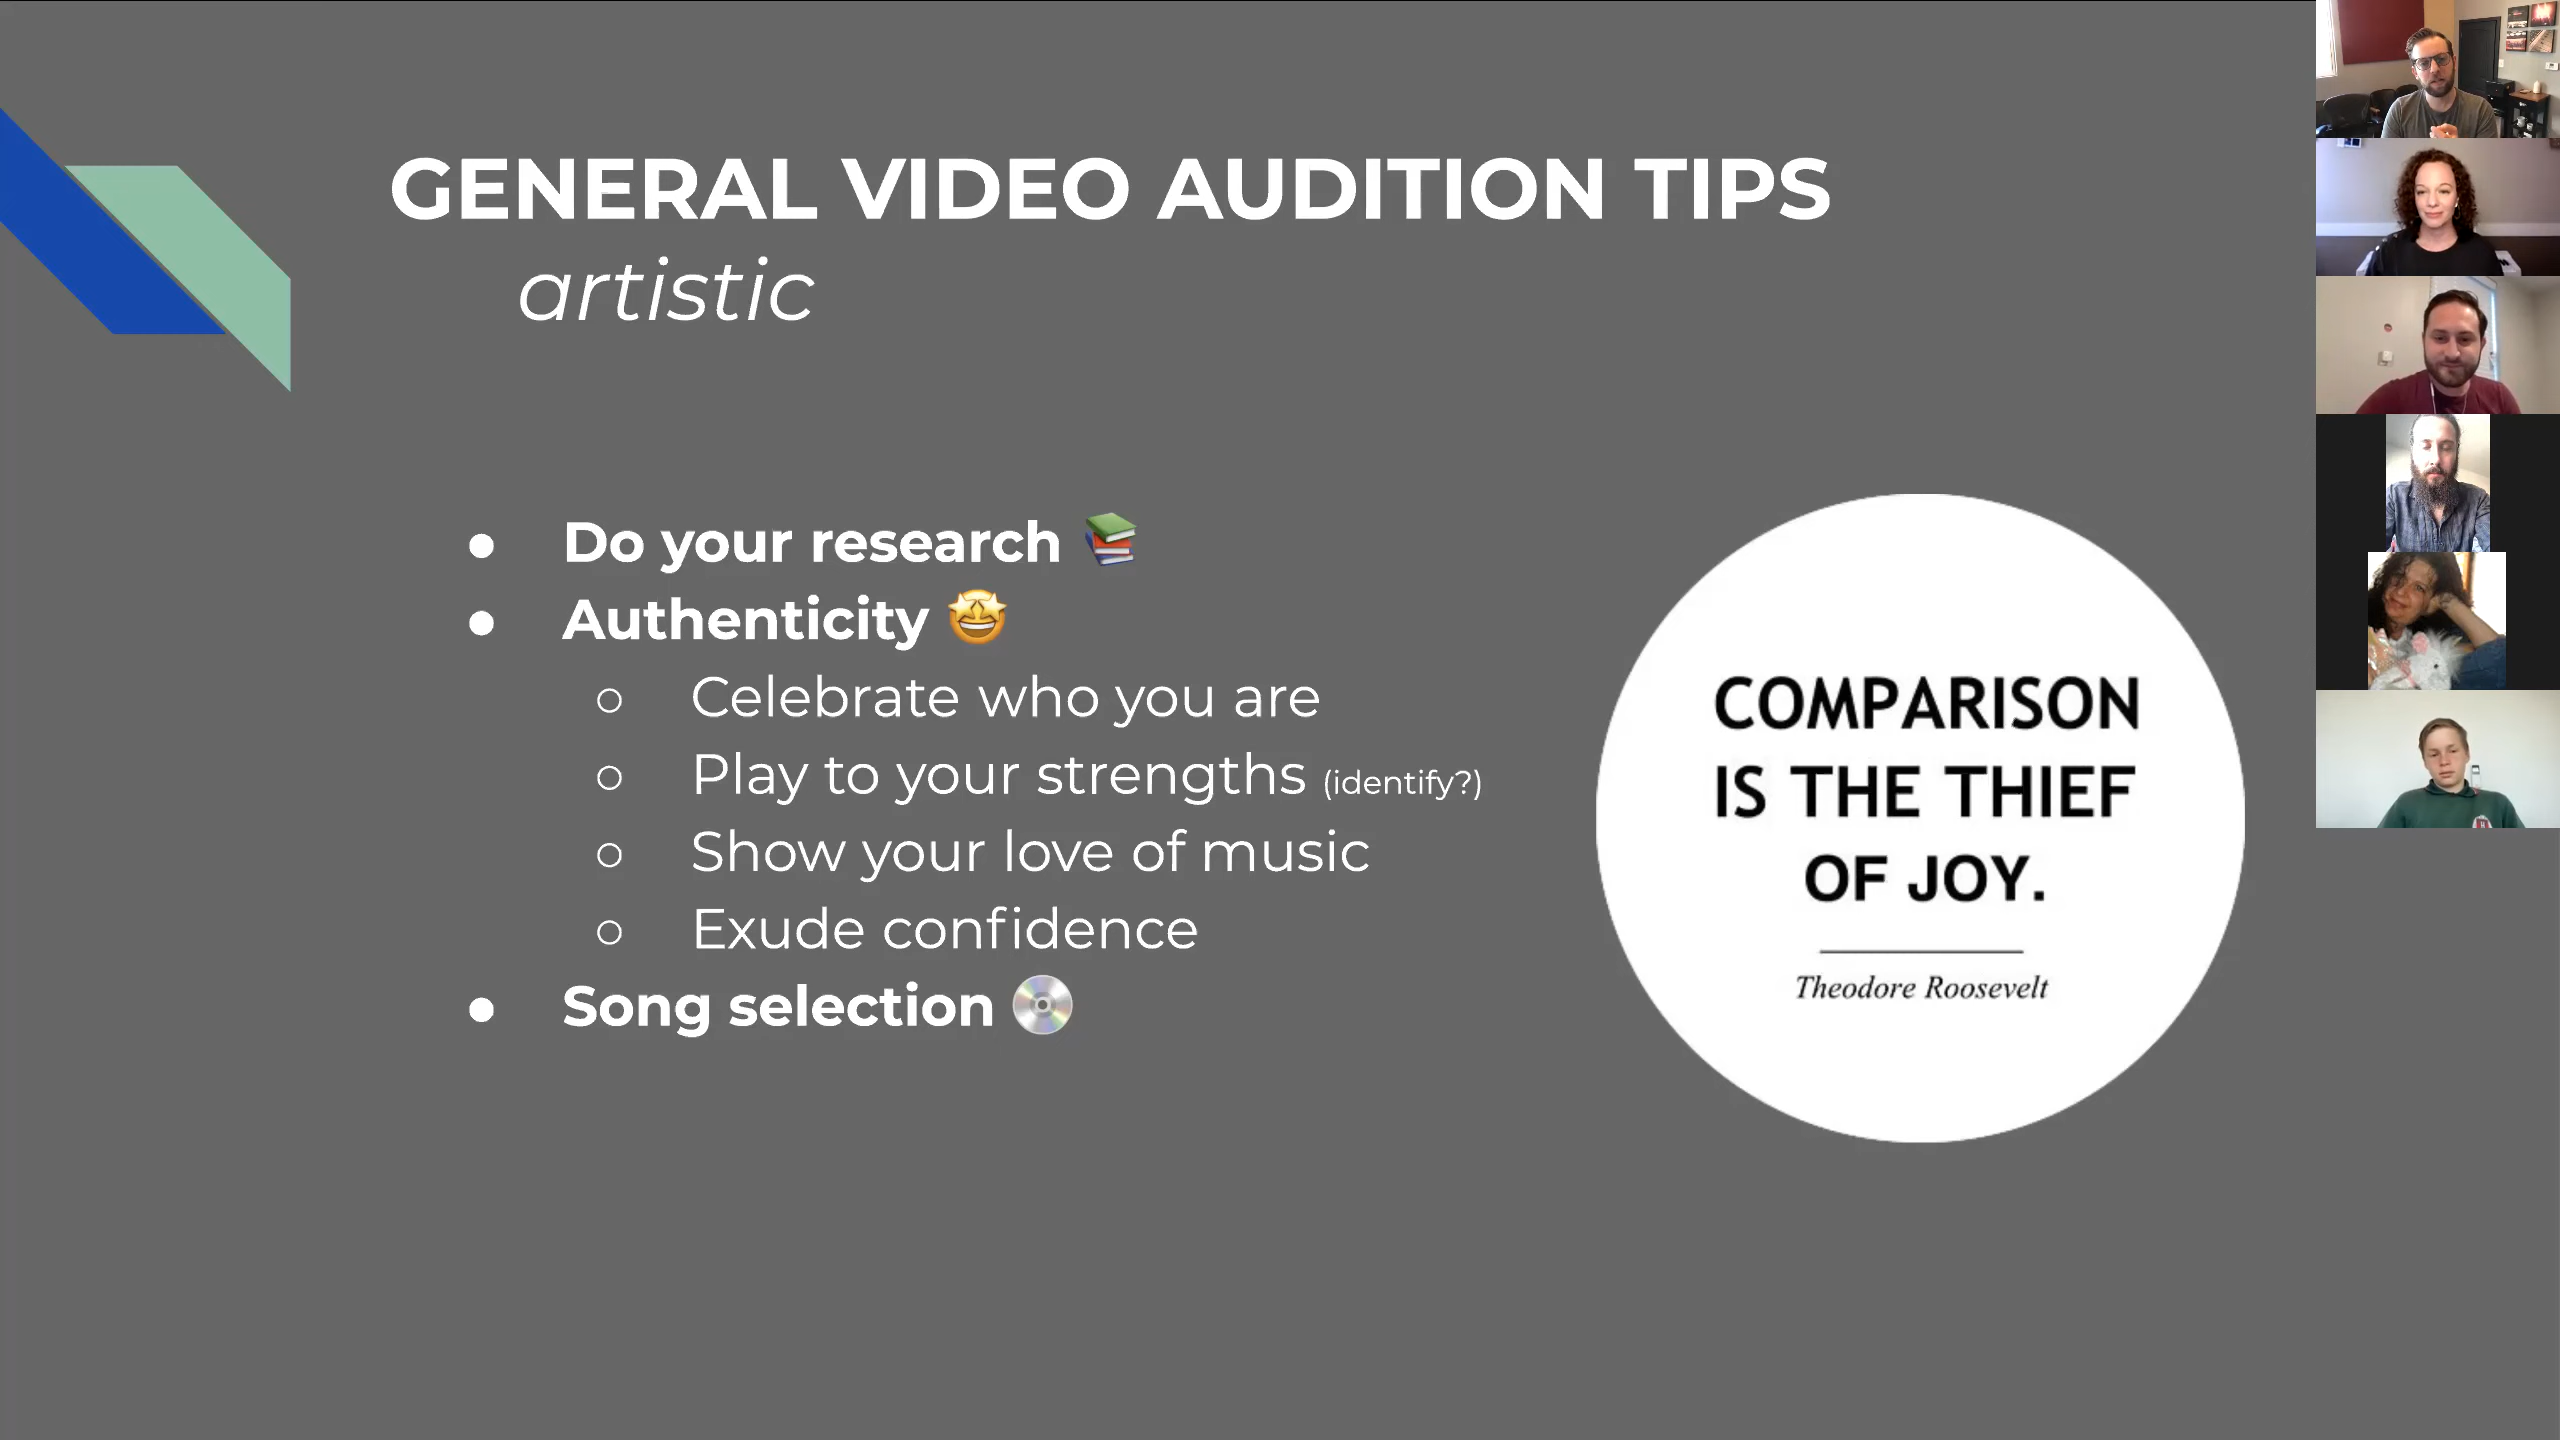 GENERAL VIDEO AUDITION TIPS
artistic
● Do your research 📚
● Authenticity 🤩
○ Celebrate who you are
○ Play to your strengths (identify?)
○ Show your love of music
○ Exude confidence
● Song selection 💿
COMPARISON
IS THE THIEF
OF JOY.
Theodore Roosevelt